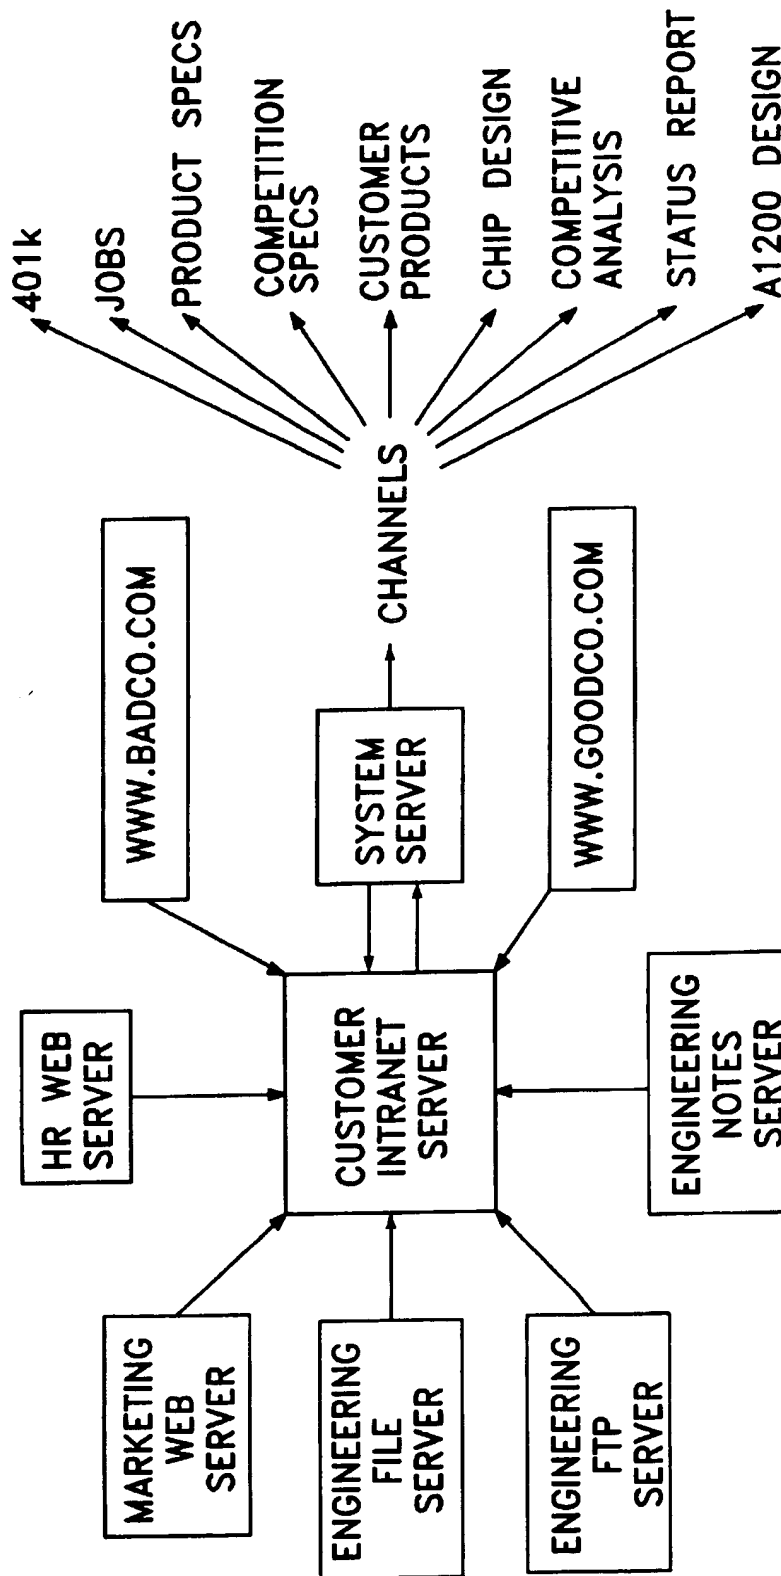 MARKETING
WEB
SERVER
ENGINEERING
FILE
SERVER
ENGINEERING
FTP
SERVER
HR WEB
SERVER
CUSTOMER
INTRANET
SERVER
ENGINEERING
NOTES
SERVER
WWW.BADCO.COM
SYSTEM
SERVER
WWW.GOODCO.COM
CHANNELS
401k
JOBS
PRODUCT SPECS
COMPETITION
SPECS
CUSTOMER
PRODUCTS
CHIP DESIGN
COMPETITIVE
ANALYSIS
STATUS REPORT
A1200 DESIGN